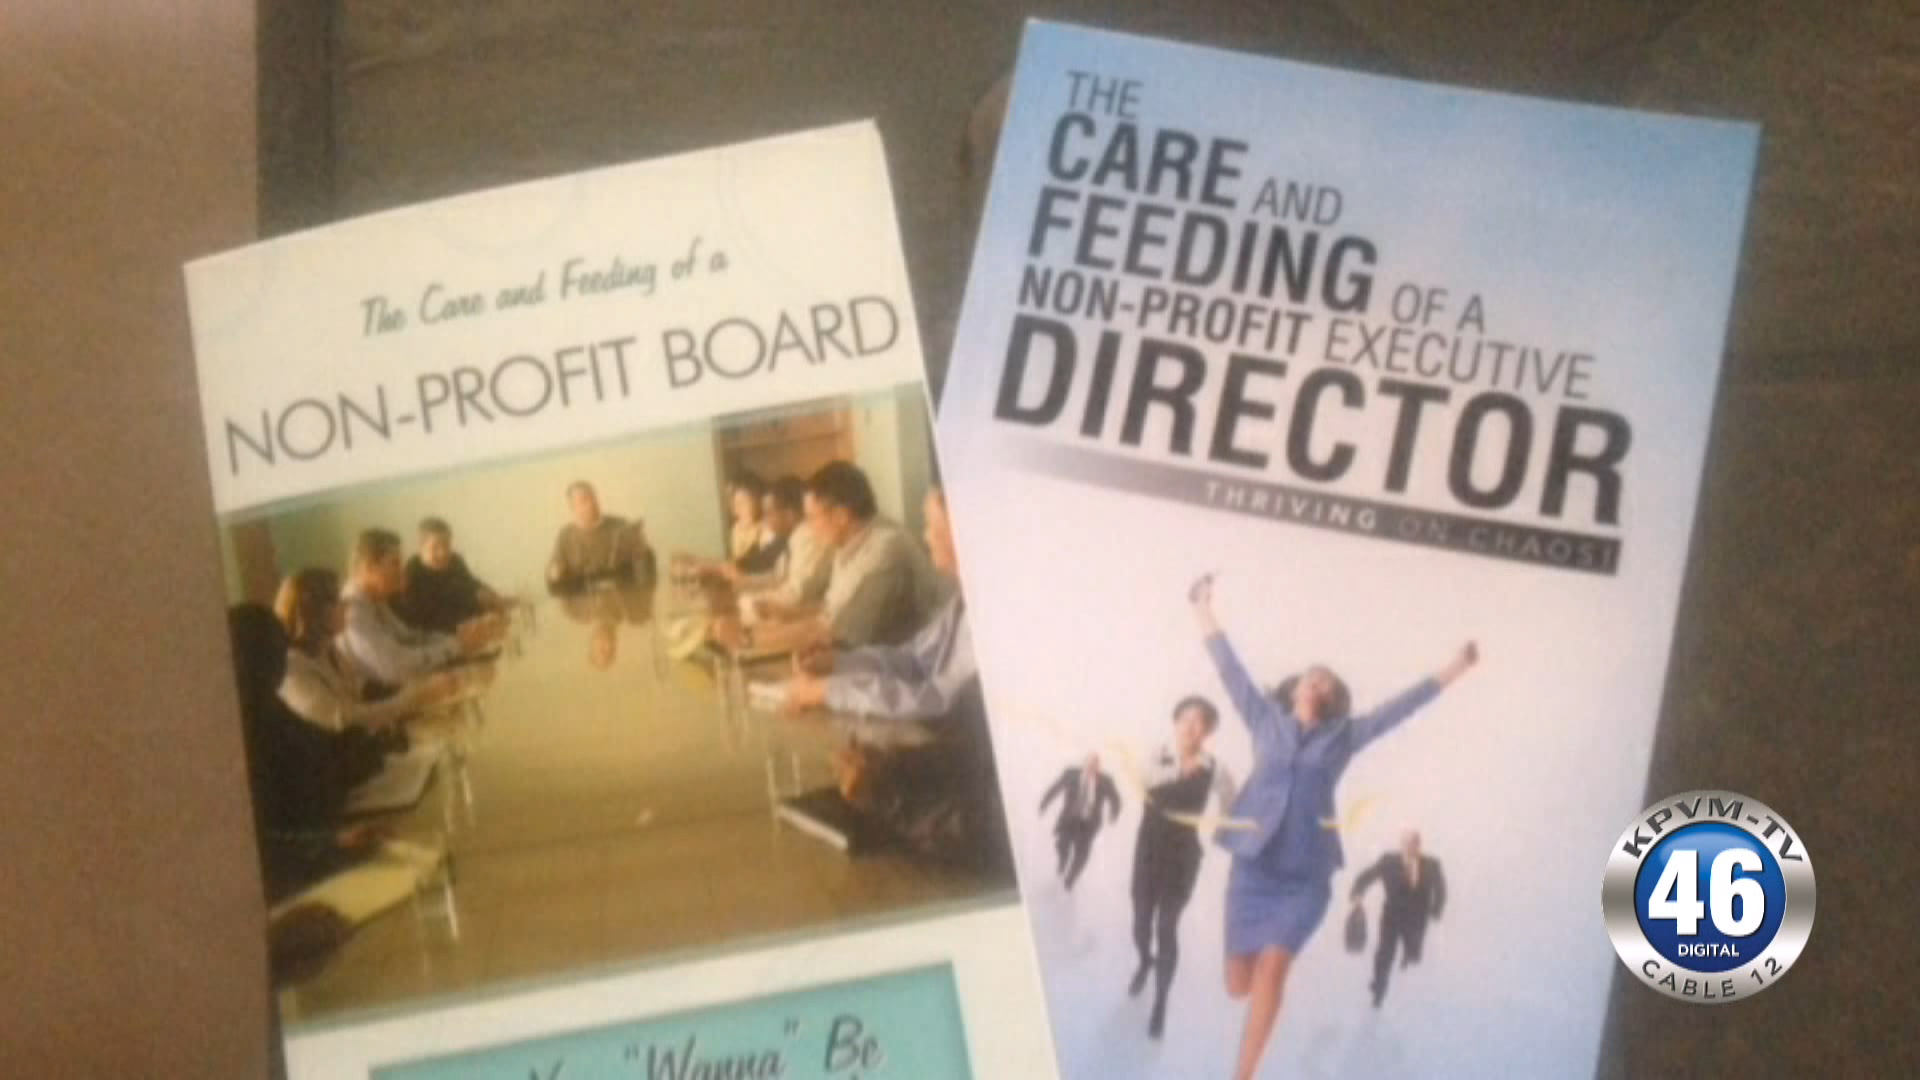 The Care and Feeding of a
NON-PROFIT BOARD
"Wanna" Be
THE
CARE AND
FEEDING OF A
NON-PROFIT EXECUTIVE
DIRECTOR
THRIVING ON CHAOS!
KPVM-TV
46
DIGITAL
CABLE 12